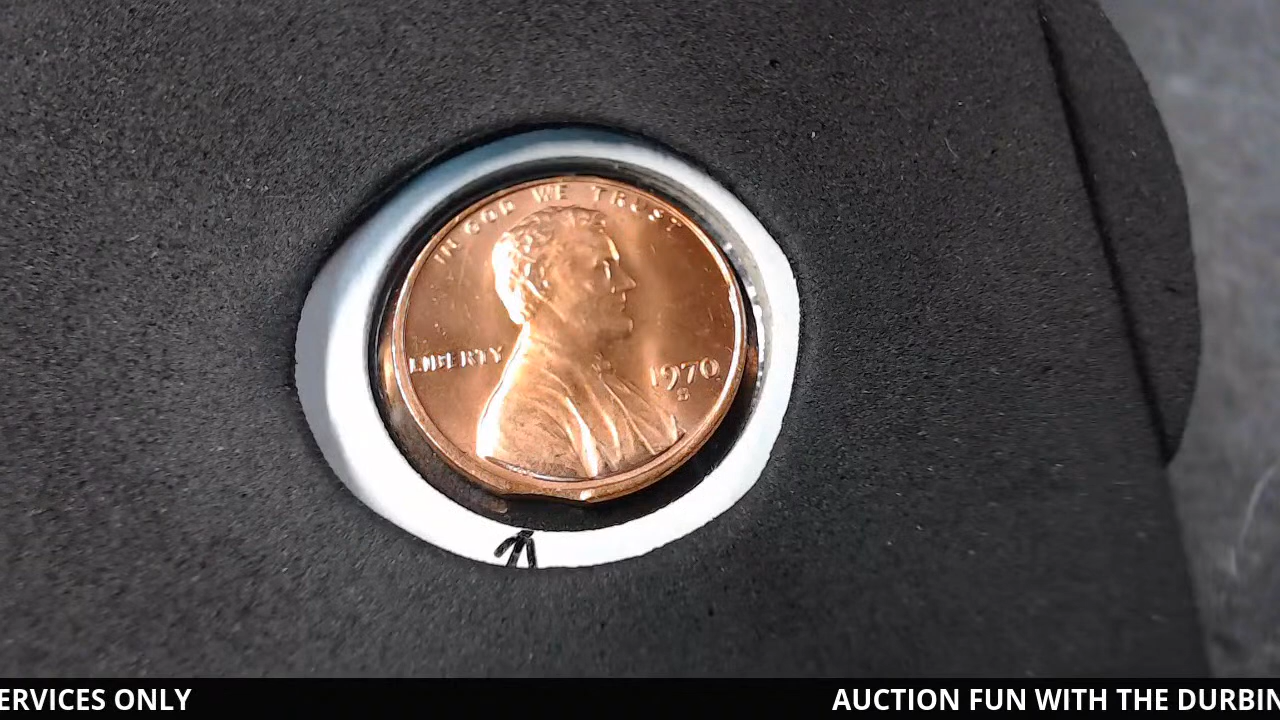 IN GOD WE TRUST
LIBERTY
1970
S
ERVICES ONLY
AUCTION FUN WITH THE DURBIN